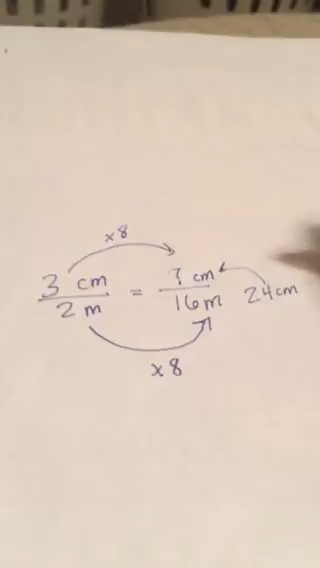 x8
3 cm = ? cm
2 m 16m 24cm
x8